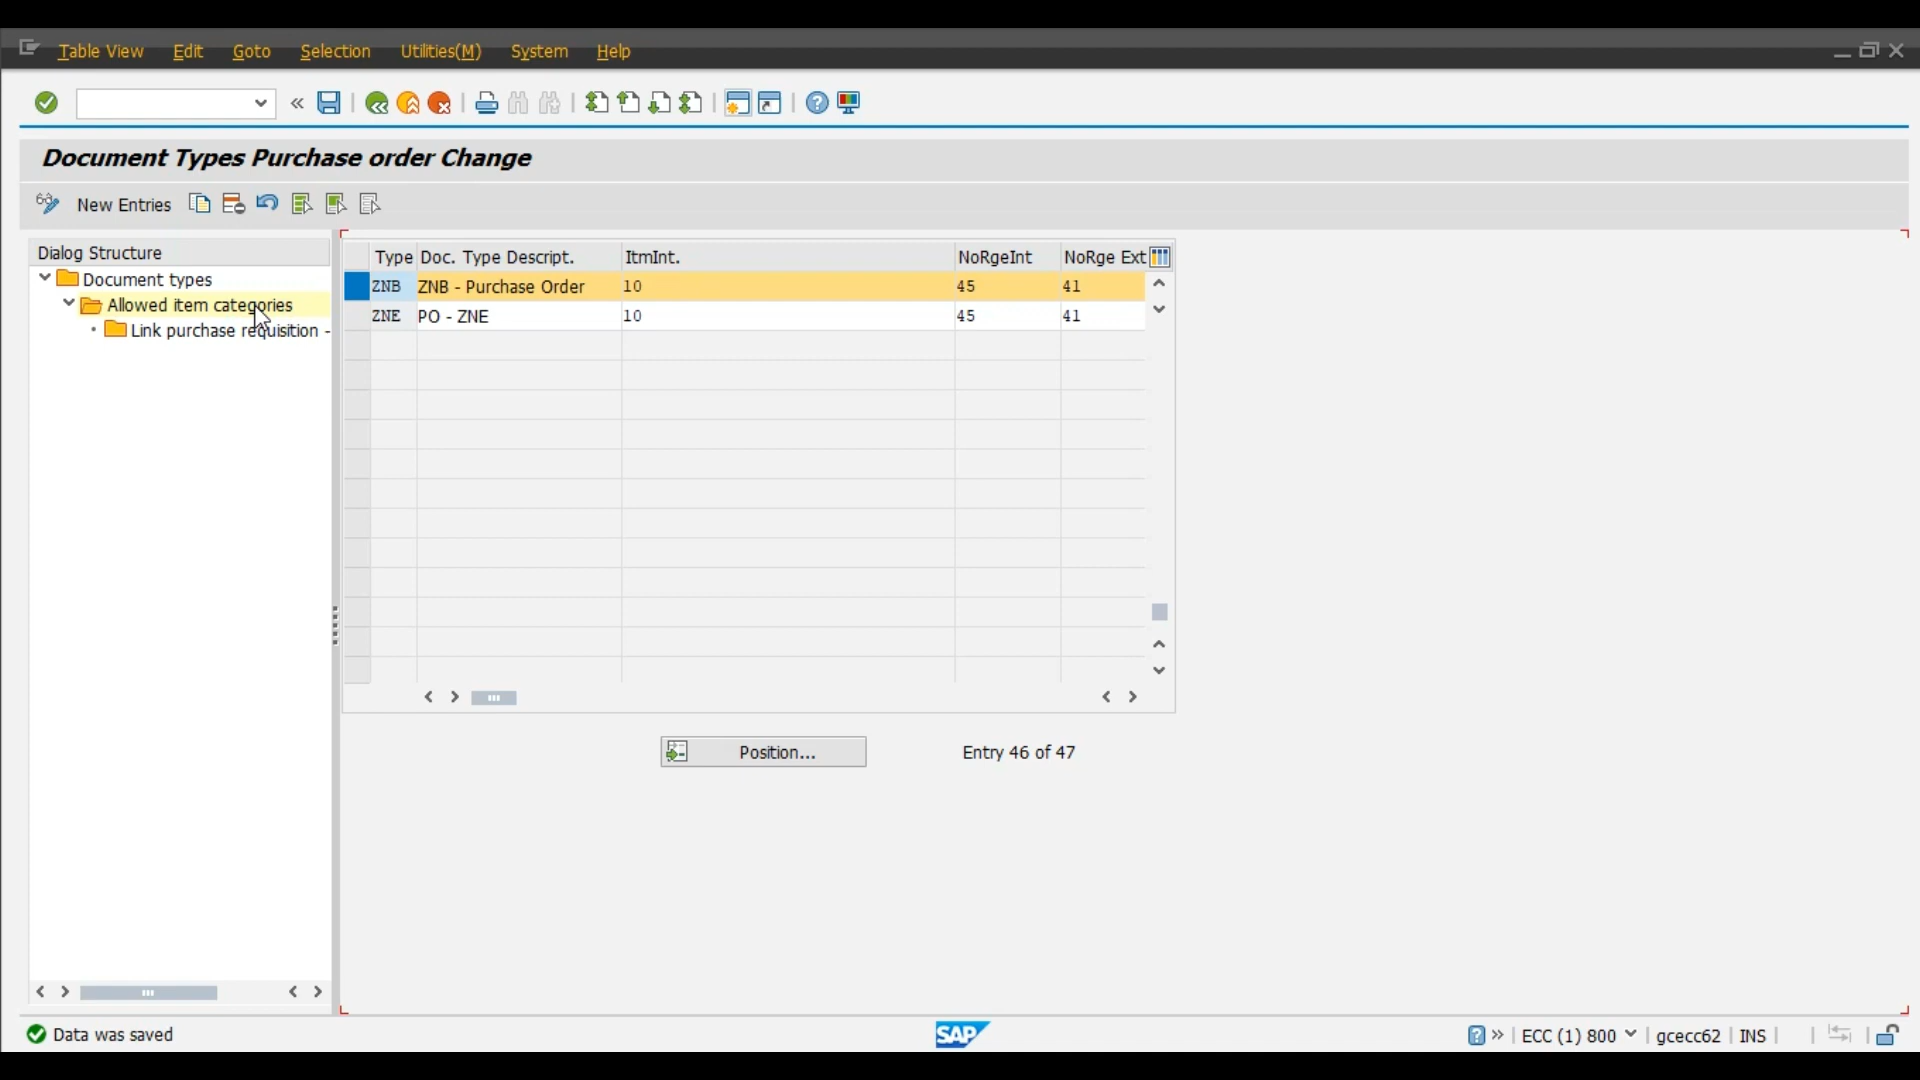 Table View Edit Goto Selection Utilities(M) System Help
Document Types Purchase order Change
New Entries
Dialog Structure
Document types
Allowed item categories
Link purchase requisition -
Type Doc. Type Descript. ItmInt. NoRgeInt NoRge Ext
ZNB ZNB - Purchase Order 10 45 41
ZNE PO - ZNE 10 45 41
Position... Entry 46 of 47
Data was saved SAP ECC (1) 800 gcecc62 INS